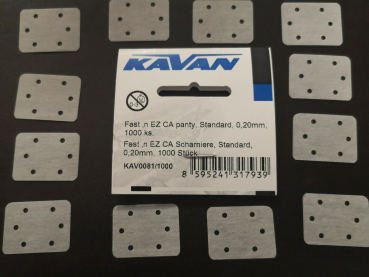 KAVAN
Fast ‚n EZ CA panty, Standard, 0,20mm,
1000 ks.
Fast ‚n EZ CA Scharniere, Standard,
0,20mm, 1000 Stück
KAV0081/1000
8 595241 317939